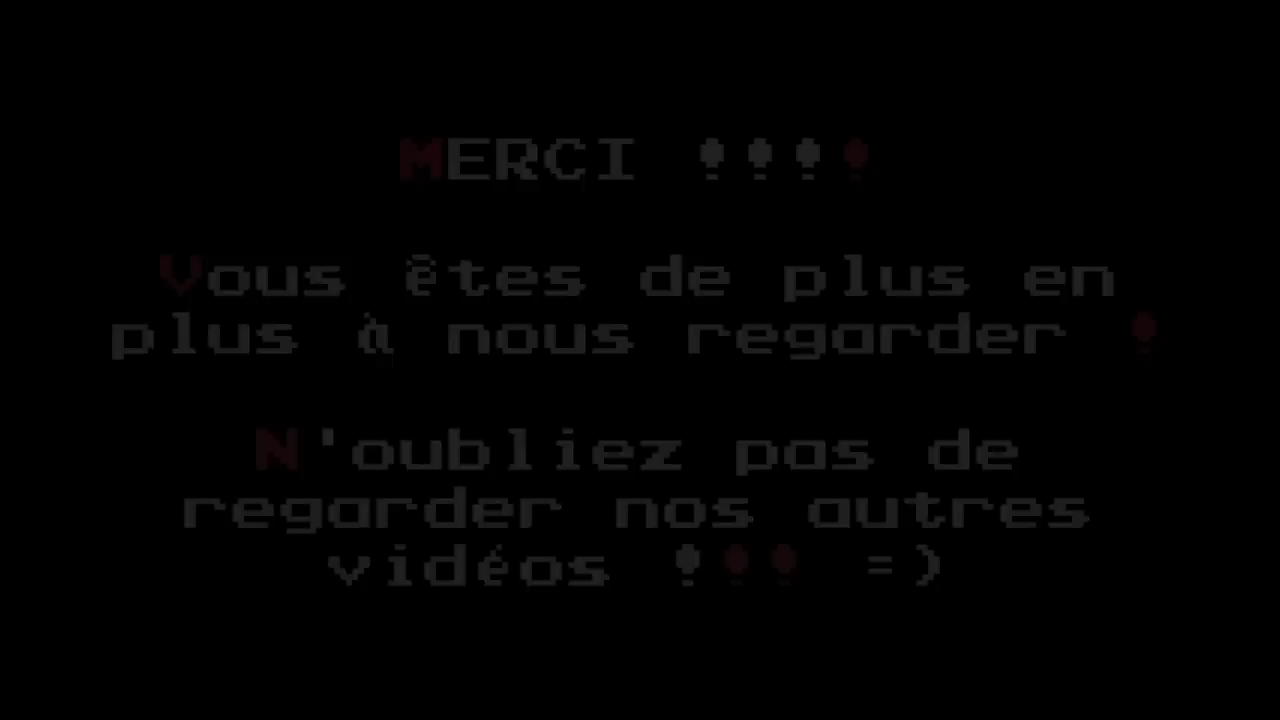 MERCI !!!!
Vous êtes de plus en
plus à nous regarder !
N'oubliez pas de
regarder nos autres
vidéos !!! =)